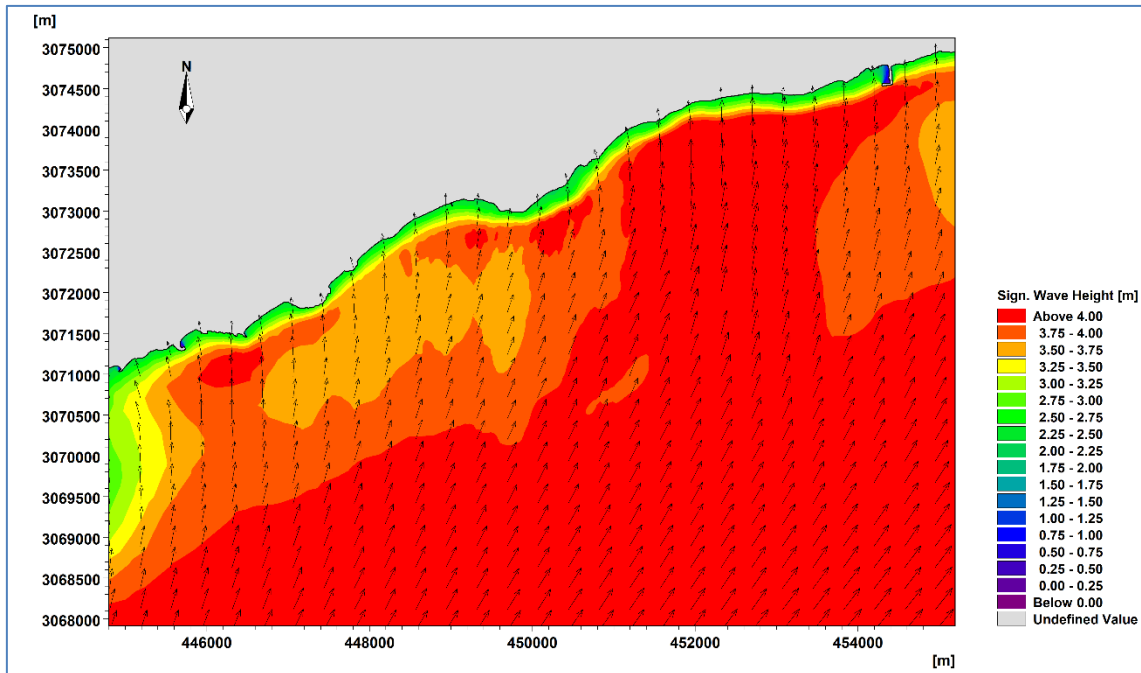 [m]
3075000
3074500
3074000
3073500
3073000
3072500
3072000
3071500
3071000
3070500
3070000
3069500
3069000
3068500
3068000
N
446000 448000 450000 452000 454000
[m]
Sign. Wave Height [m]
Above 4.00
3.75 - 4.00
3.50 - 3.75
3.25 - 3.50
3.00 - 3.25
2.75 - 3.00
2.50 - 2.75
2.25 - 2.50
2.00 - 2.25
1.75 - 2.00
1.50 - 1.75
1.25 - 1.50
1.00 - 1.25
0.75 - 1.00
0.50 - 0.75
0.25 - 0.50
0.00 - 0.25
Below 0.00
Undefined Value